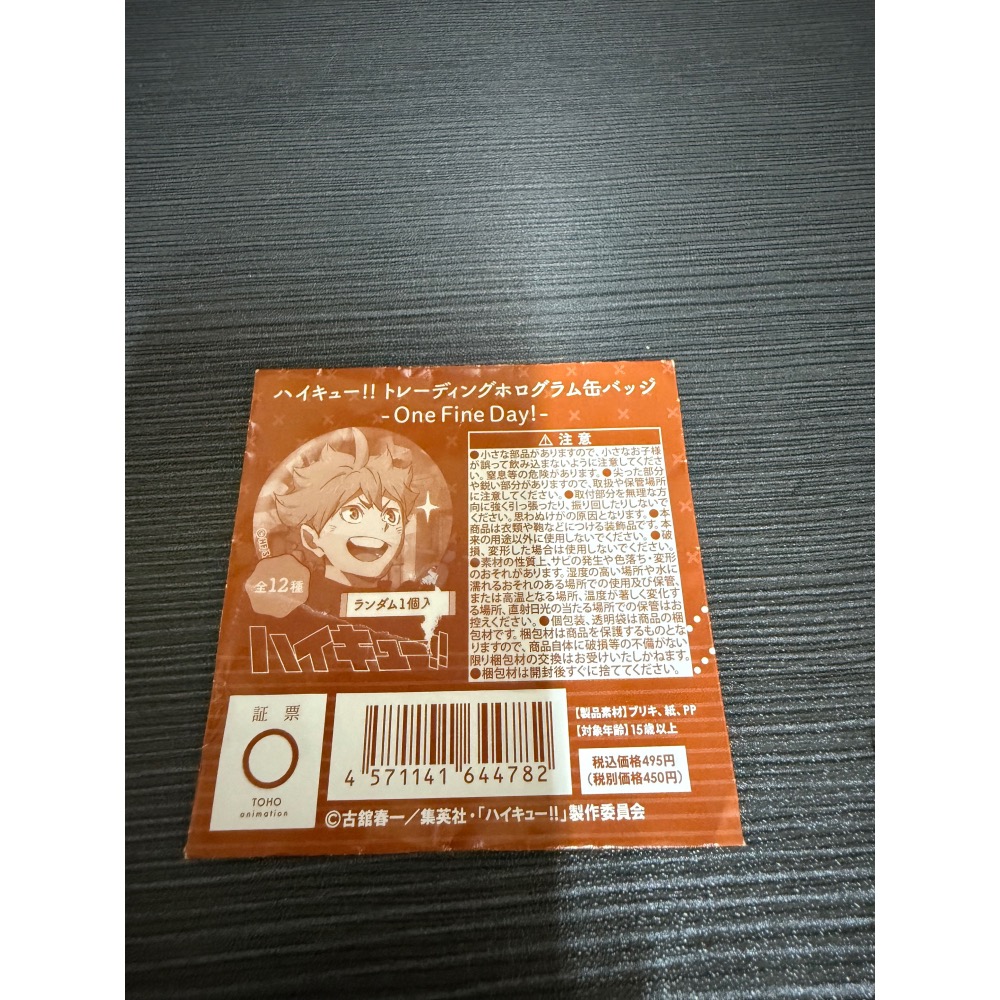 ハイキュー!! トレーディングホログラム缶バッジ
-One Fine Day!-
⚠ 注意
●小さな部品がありますので、小さなお子様
が誤って飲み込まないように注意してくださ
い。窒息等の危険があります。●尖った部分
や鋭い部分がありますので、取扱や保管場所
に注意してください。●取付部分を無理な方
向に強く引っ張ったり、振り回したりしないで
ください。思わぬけがの原因となります。●本
商品は衣類や鞄などにつける装飾品です。本
来の用途以外に使用しないでください。●破
損、変形した場合は使用しないでください。
●素材の性質上、サビの発生や色落ち・変形
のおそれがあります。湿度の高い場所や水に
濡れるおそれのある場所での使用及び保管、
または高温となる場所、温度が著しく変化す
る場所、直射日光の当たる場所での保管はお
控えください。●個包装、透明袋は商品の梱
包材です。梱包材は商品を保護するものとな
りますので、商品自体に破損等の不備がない
限り梱包材の交換はお受けいたしかねます。
●梱包材は開封後すぐに捨ててください。
©H.F.S
全12種
ランダム1個入
ハイキュー!!
証票
TOHO
animation
4 571141 644782
【製品素材】ブリキ、紙、PP
【対象年齢】15歳以上
税込価格495円
(税別価格450円)
©古舘春一/集英社・「ハイキュー!!」製作委員会